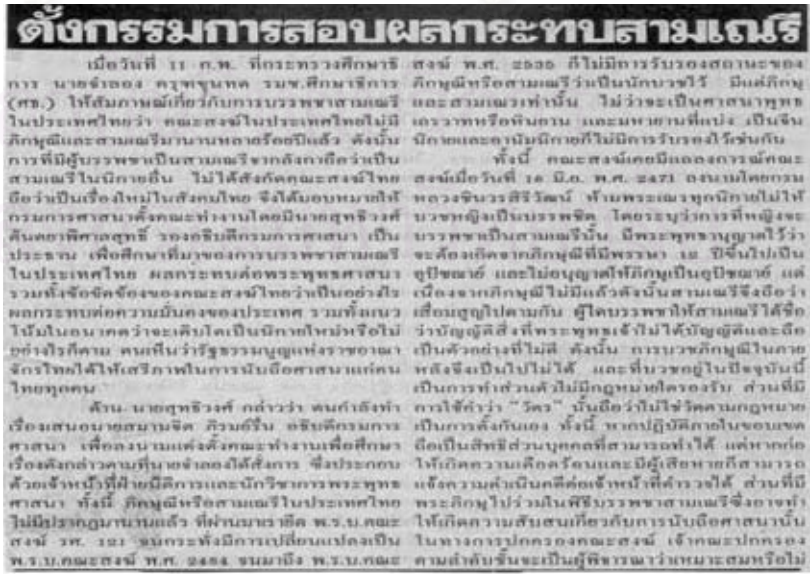 ตั้งกรรมการสอบผลกระทบสามเณรี
เมื่อวันที่ 11 ก.พ. ที่กระทรวงศึกษาธิ
การ นายจำลอง ครุฑขุนทด รมช.ศึกษาธิการ
(ศธ.) ให้สัมภาษณ์เกี่ยวกับการบรรพชาสามเณรี
ในประเทศไทยว่า คณะสงฆ์ในประเทศไทยไม่มี
ภิกษุณีและสามเณรีมานานหลายร้อยปีแล้ว ดังนั้น
การที่มีผู้บรรพชาเป็นสามเณรีจากลังกาถือว่าเป็น
สามเณรีในนิกายอื่น ไม่ได้สังกัดคณะสงฆ์ไทย
ถือว่าเป็นเรื่องใหม่ในสังคมไทย จึงได้มอบหมายให้
กรมการศาสนาตั้งคณะทำงานโดยมีนายสุทธิวงศ์
ตันตยาพิศาลสุทธิ์ รองอธิบดีกรมการศาสนา เป็น
ประธาน เพื่อศึกษาที่มาของการบรรพชาสามเณรี
ในประเทศไทย ผลกระทบต่อพระพุทธศาสนา
รวมทั้งข้อขัดข้องของคณะสงฆ์ไทยว่าเป็นอย่างไร
ผลกระทบต่อความมั่นคงของประเทศ รวมทั้งแนว
โน้มในอนาคตว่าจะเติบโตเป็นนิกายใหม่หรือไม่
อย่างไรก็ตาม ตนเห็นว่ารัฐธรรมนูญแห่งราชอาณา
จักรไทยได้ให้เสรีภาพในการนับถือศาสนาแก่คน
ไทยทุกคน
ด้าน นายสุทธิวงศ์ กล่าวว่า ตนกำลังทำ
เรื่องเสนอนายสมานจิต ภิรมย์รื่น อธิบดีกรมการ
ศาสนา เพื่อลงนามแต่งตั้งคณะทำงานเพื่อศึกษา
เรื่องดังกล่าวตามที่นายจำลองได้สั่งการ ซึ่งประกอบ
ด้วยเจ้าหน้าที่ฝ่ายนิติการและนักวิชาการพระพุทธ
ศาสนา ทั้งนี้ ภิกษุณีหรือสามเณรีในประเทศไทย
ไม่มีปรากฏมานานแล้ว ที่ผ่านมาเรายึด พ.ร.บ.คณะ
สงฆ์ รศ. 121 จนกระทั่งมีการเปลี่ยนแปลงเป็น
พ.ร.บ.คณะสงฆ์ พ.ศ. 2484 จนมาถึง พ.ร.บ.คณะ
สงฆ์ พ.ศ. 2535 ก็ไม่มีการรับรองสถานะของ
ภิกษุณีหรือสามเณรีว่าเป็นนักบวชไว้ มีแต่ภิกษุ
และสามเณรเท่านั้น ไม่ว่าจะเป็นศาสนาพุทธ
เถรวาทหรือหินยาน และมหายานที่แบ่ง เป็นจีน
นิกายและอานัมนิกายก็ไม่มีการรับรองไว้เช่นกัน
ทั้งนี้ คณะสงฆ์เคยมีแถลงการณ์คณะ
สงฆ์เมื่อวันที่ 18 มิ.ย. พ.ศ. 2471 ลงนามโดยกรม
หลวงชินวรสิริวัฒน์ ห้ามพระเณรทุกนิกายไม่ให้
บวชหญิงเป็นบรรพชิต โดยระบุว่าการที่หญิงจะ
บรรพชาเป็นสามเณรีนั้น มีพระพุทธานุญาตไว้ว่า
จะต้องเกิดจากภิกษุณีที่มีพรรษา 12 ปีขึ้นไปเป็น
อุปัชฌาย์ และไม่อนุญาตให้ภิกษุเป็นอุปัชฌาย์ แต่
เนื่องจากภิกษุณีไม่มีแล้วดังนั้นสามเณรีจึงถือว่า
เสื่อมสูญไปตามกัน ผู้ใดบรรพชาให้สามเณรีได้ชื่อ
ว่าบัญญัติสิ่งที่พระพุทธเจ้าไม่ได้บัญญัติและถือ
เป็นตัวอย่างที่ไม่ดี ดังนั้น การบวชภิกษุณีในภาย
หลังจึงเป็นไปไม่ได้ และที่บวชกันอยู่ในปัจจุบันนี้
เป็นการทำส่วนตัวไม่มีกฎหมายใดรองรับ ส่วนที่มี
การใช้คำว่า "วัตร" นั้นถือว่าไม่ใช่วัดตามกฎหมาย
เป็นการตั้งกันเอง ทั้งนี้ หากปฏิบัติภายในขอบเขต
ถือเป็นสิทธิส่วนบุคคลที่สามารถทำได้ แต่หากก่อ
ให้เกิดความเดือดร้อนและมีผู้เสียหายก็สามารถ
แจ้งความดำเนินคดีต่อเจ้าหน้าที่ตำรวจได้ ส่วนที่มี
พระภิกษุไปร่วมในพิธีบรรพชาสามเณรีซึ่งอาจทำ
ให้เกิดความสับสนเกี่ยวกับการนับถือศาสนานั้น
ในทางการปกครองคณะสงฆ์ เจ้าคณะปกครอง
ตามลำดับชั้นจะเป็นผู้พิจารณาว่าเหมาะสมหรือไม่